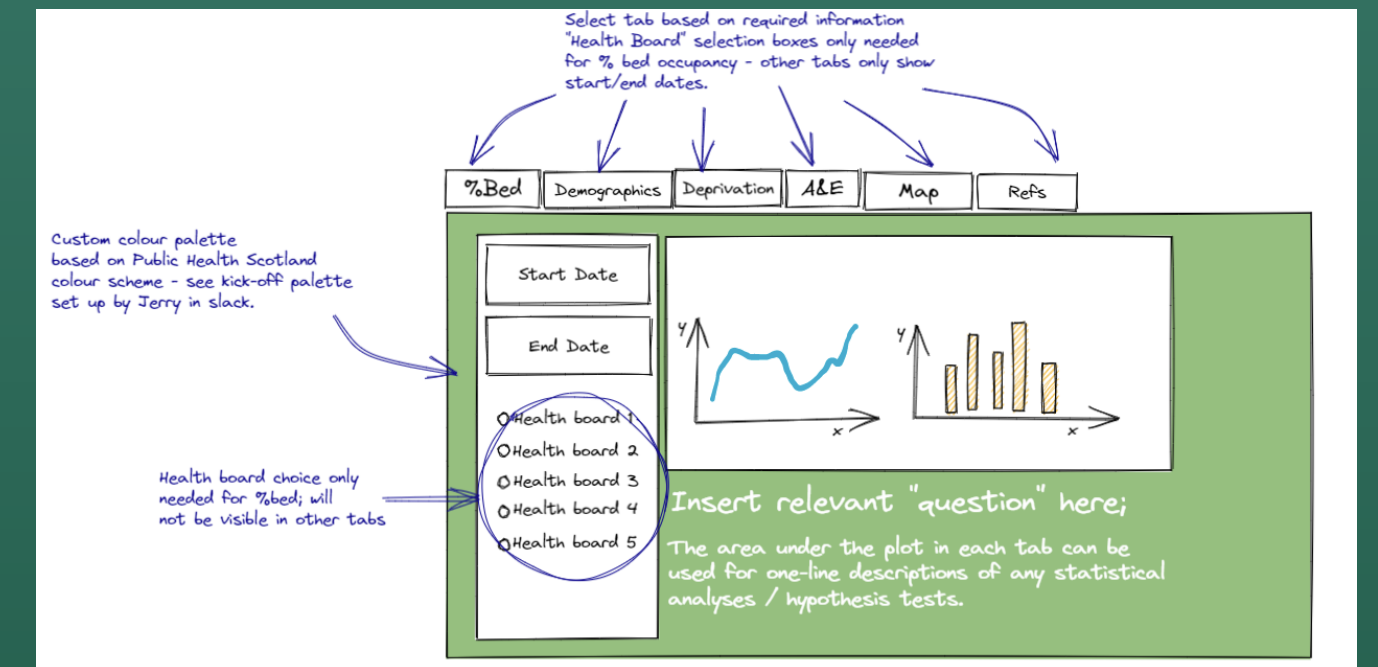 Select tab based on required information
"Health Board" selection boxes only needed
for % bed occupancy - other tabs only show
start/end dates.
%Bed
Demographics
Deprivation
A&E
Map
Refs
Custom colour palette
based on Public Health Scotland
colour scheme - see kick-off palette
set up by Jerry in slack.
Start Date
End Date
y
x
y
x
Health board 1
Health board 2
Health board 3
Health board 4
Health board 5
Health board choice only
needed for %bed; will
not be visible in other tabs
Insert relevant "question" here;
The area under the plot in each tab can be
used for one-line descriptions of any statistical
analyses / hypothesis tests.